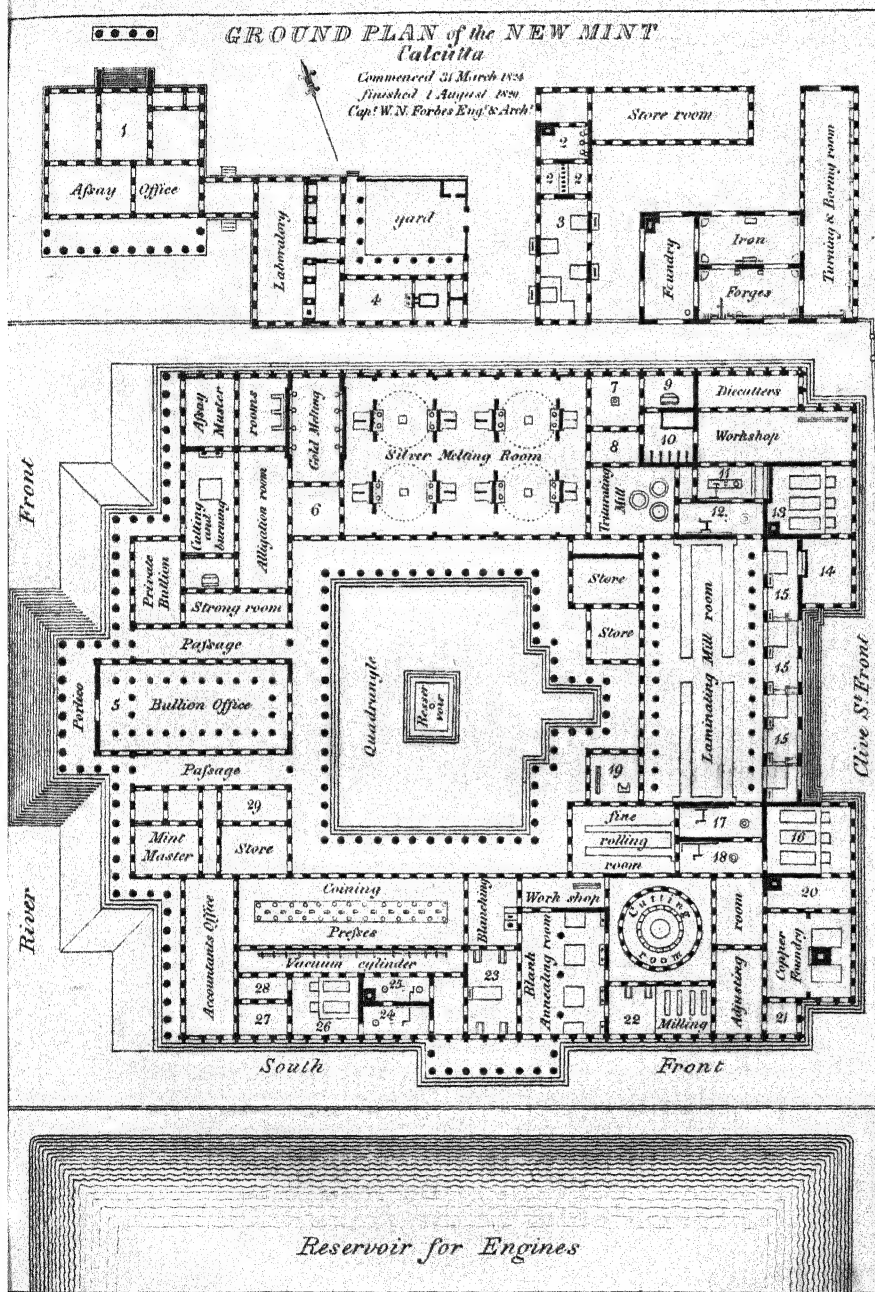 GROUND PLAN of the NEW MINT
Calcutta
Commenced 31 March 1824
finished 1 August 1829
Capt. W. N. Forbes Engr. & Archt.
1
Aſsay Office
Laboratory
yard
4
2
2 2
3
Store room
Foundry
Iron
Forges
Turning & Boring room
Front
River
Aſsay Master
rooms
Gold Melting
6
Silver Melting Room
7
8
9
10
Diecutters
Workshop
Triturating Mill
11
12
13
14
15
15
15
Cutting and burning
Alligation room
Private Bullion
Strong room
Paſsage
Portico
5
Bullion Office
Paſsage
Quadrangle
Reservoir
Store
Store
Laminating Mill room
Clive St. Front
19
fine
rolling
room
17
18
16
20
29
Mint Master
Store
Accountants Office
Coining
Preſses
Vacuum cylinder
Blanching
Work shop
Blank Annealing room
Cutting
room
Adjusting
room
Copper Foundry
21
28
27
26
25
24
23
22
Milling
South Front
Reservoir for Engines